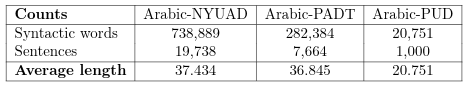 Counts Arabic-NYUAD Arabic-PADT Arabic-PUD
Syntactic words 738,889 282,384 20,751
Sentences 19,738 7,664 1,000
Average length 37.434 36.845 20.751